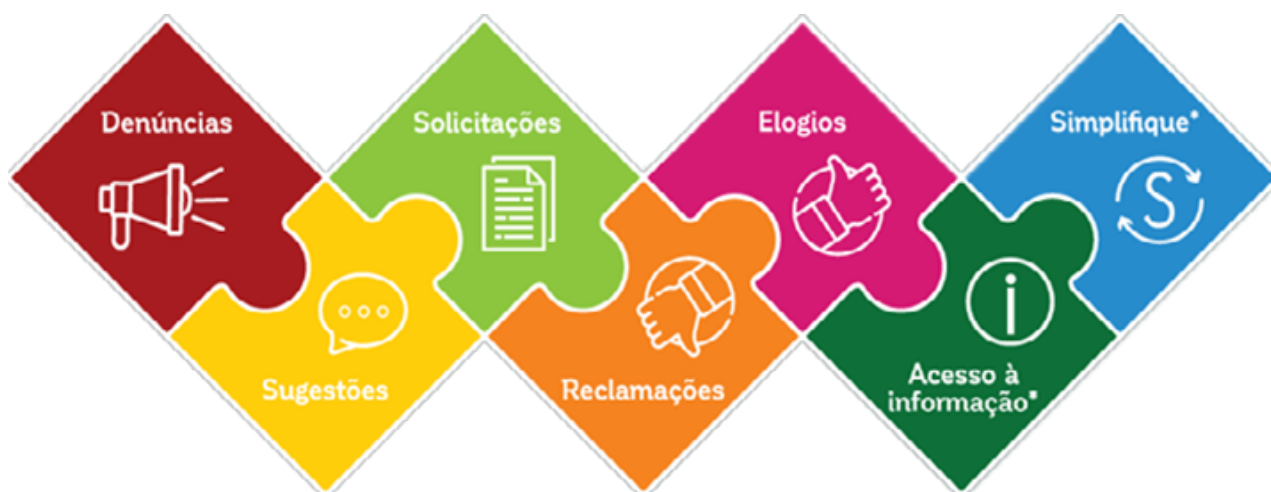 Denúncias
Sugestões
Solicitações
Reclamações
Elogios
Acesso à
informação*
Simplifique*